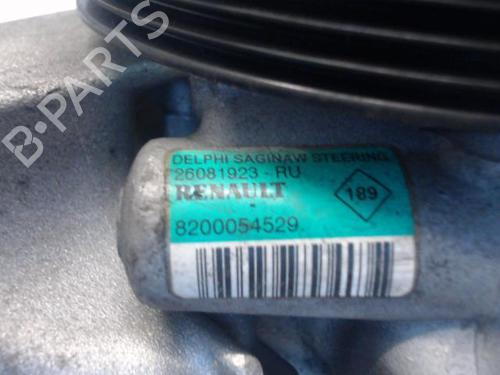 DELPHI SAGINAW STEERING
26081923 - RU
RENAULT
189
8200054529
B-PARTS